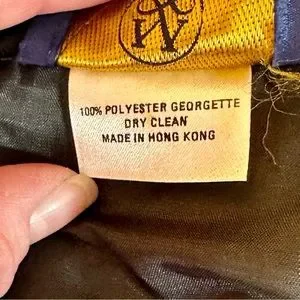 100% POLYESTER GEORGETTE
DRY CLEAN
MADE IN HONG KONG